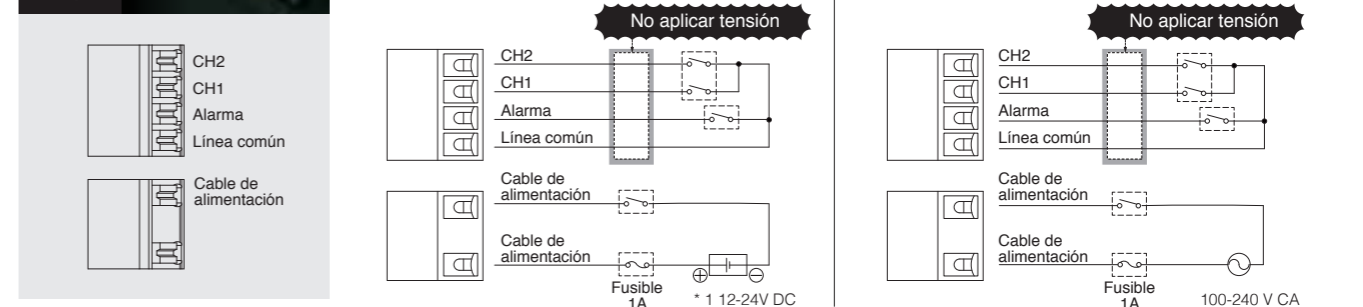 CH2
CH1
Alarma
Línea común
Cable de
alimentación
No aplicar tensión
CH2
CH1
Alarma
Línea común
Cable de
alimentación
Cable de
alimentación
Fusible
1A
* 1 12-24V DC
No aplicar tensión
CH2
CH1
Alarma
Línea común
Cable de
alimentación
Cable de
alimentación
Fusible
1A
100-240 V CA